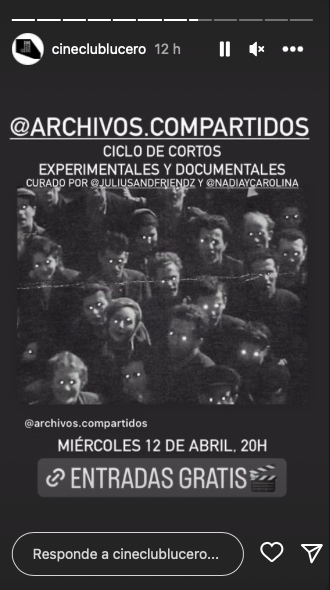 cineclublucero 12 h
@ARCHIVOS.COMPARTIDOS
CICLO DE CORTOS
EXPERIMENTALES Y DOCUMENTALES
CURADO POR @JULIUSANDFRIENDZ Y @NADIAYCAROLINA
@archivos.compartidos
MIÉRCOLES 12 DE ABRIL, 20H
ENTRADAS GRATIS🎬
Responde a cineclublucero...